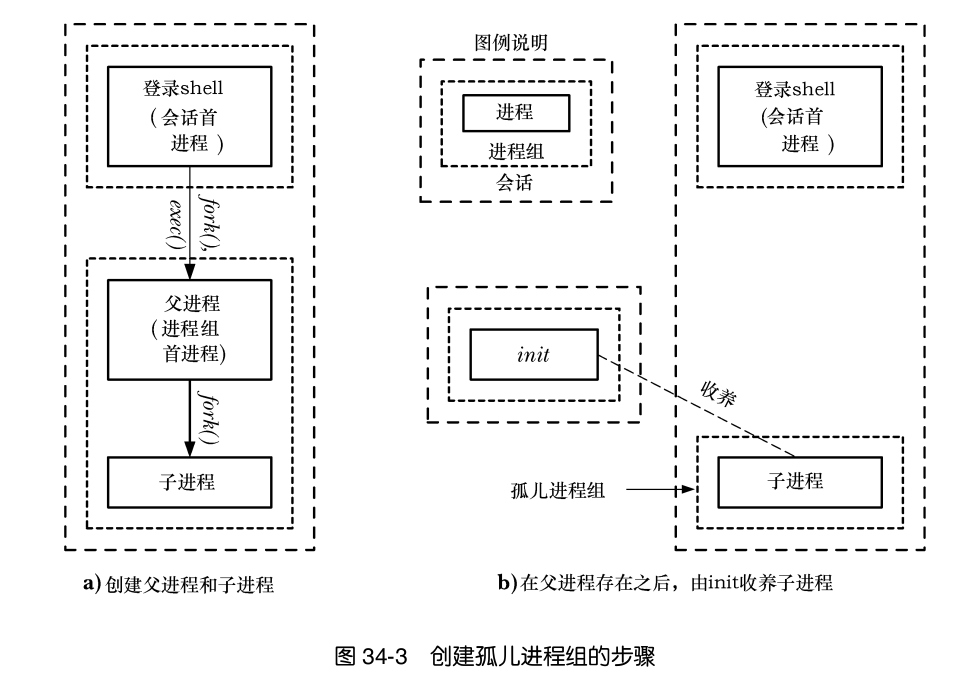 登录shell
(会话首
进程)
fork(),
exec()
父进程
(进程组
首进程)
fork()
子进程
a)创建父进程和子进程
图例说明
进程
进程组
会话
登录shell
(会话首
进程)
init
收养
孤儿进程组
子进程
b)在父进程存在之后，由init收养子进程
图 34-3 创建孤儿进程组的步骤